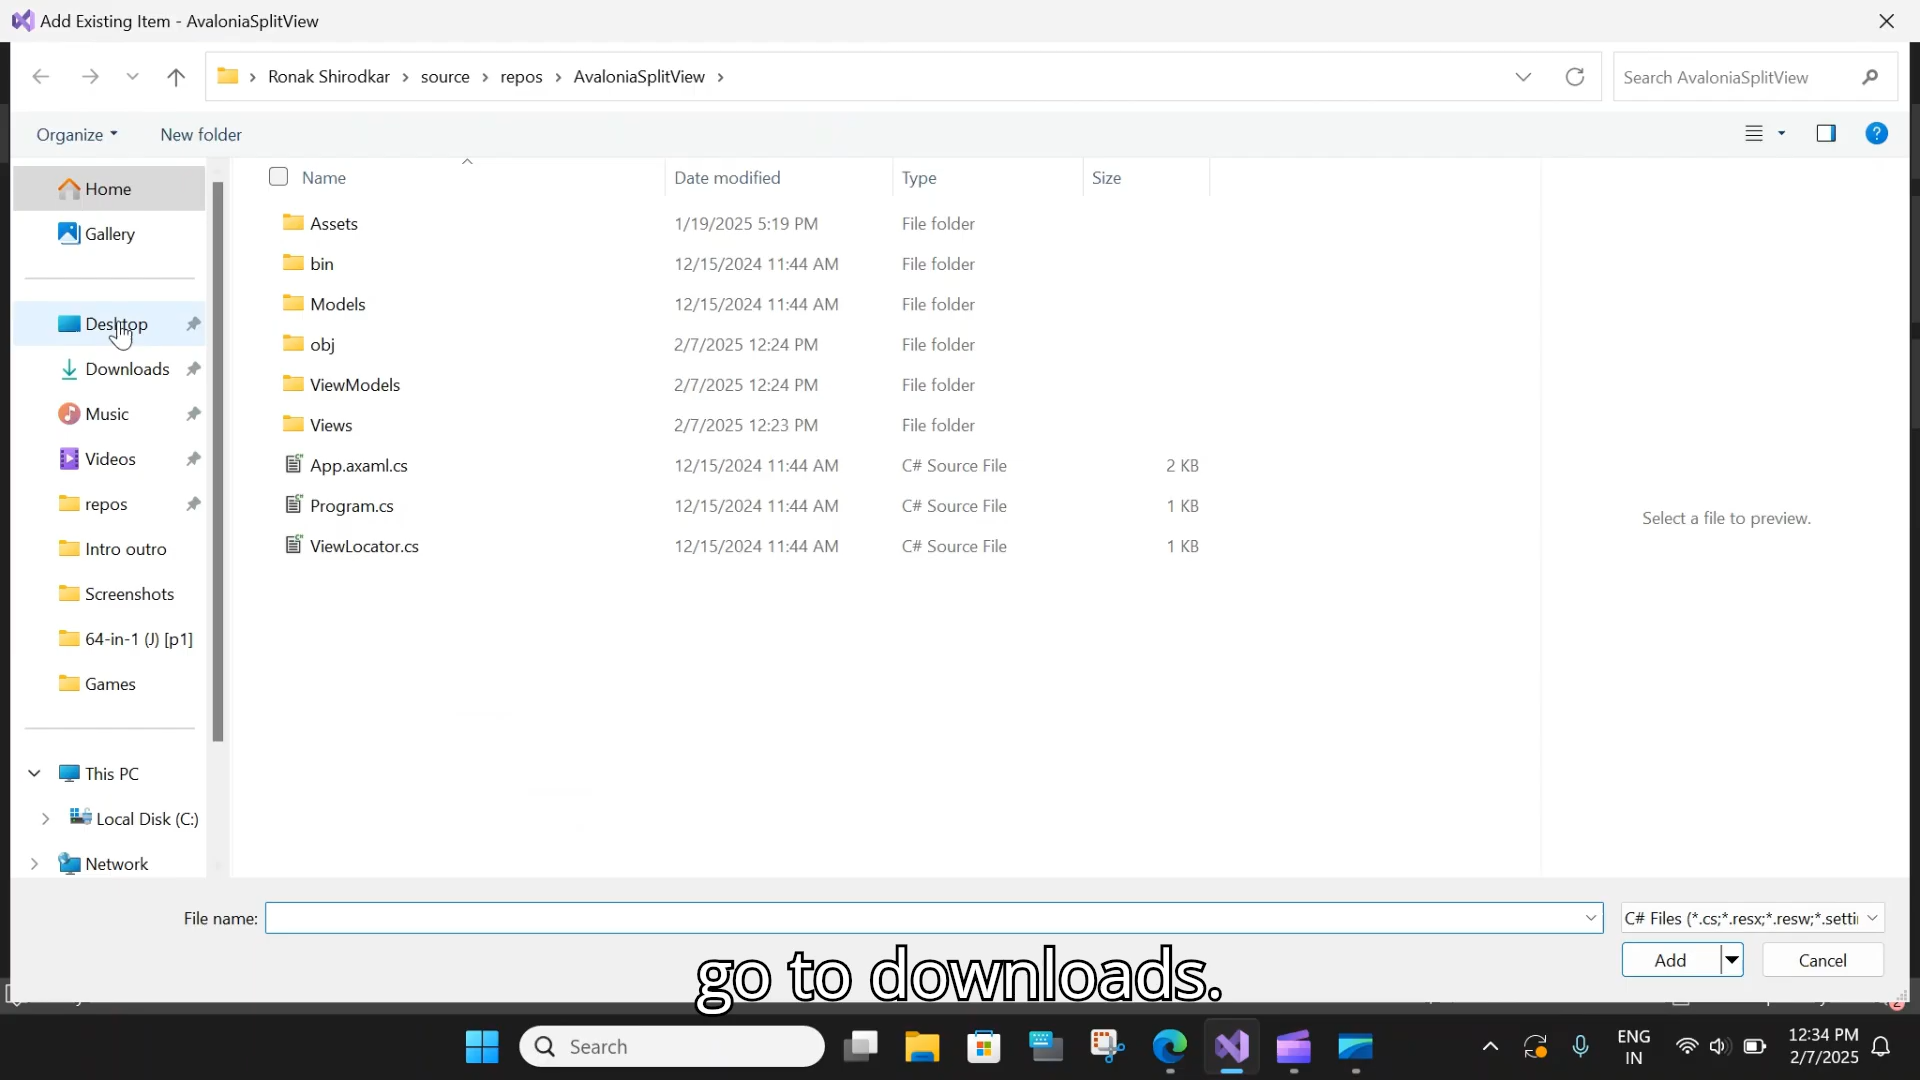 Add Existing Item - AvaloniaSplitView
Ronak Shirodkar > source > repos > AvaloniaSplitView >
Search AvaloniaSplitView
Organize
New folder
Home
Gallery
Desktop
Downloads
Music
Videos
repos
Intro outro
Screenshots
64-in-1 (J) [p1]
Games
This PC
Local Disk (C:)
Network
Name Date modified Type Size
Assets 1/19/2025 5:19 PM File folder
bin 12/15/2024 11:44 AM File folder
Models 12/15/2024 11:44 AM File folder
obj 2/7/2025 12:24 PM File folder
ViewModels 2/7/2025 12:24 PM File folder
Views 2/7/2025 12:23 PM File folder
App.axaml.cs 12/15/2024 11:44 AM C# Source File 2 KB
Program.cs 12/15/2024 11:44 AM C# Source File 1 KB
ViewLocator.cs 12/15/2024 11:44 AM C# Source File 1 KB
Select a file to preview.
File name:
C# Files (*.cs;*.resx;*.resw;*.setti
Add
Cancel
go to downloads.
Search
ENG
IN
12:34 PM
2/7/2025